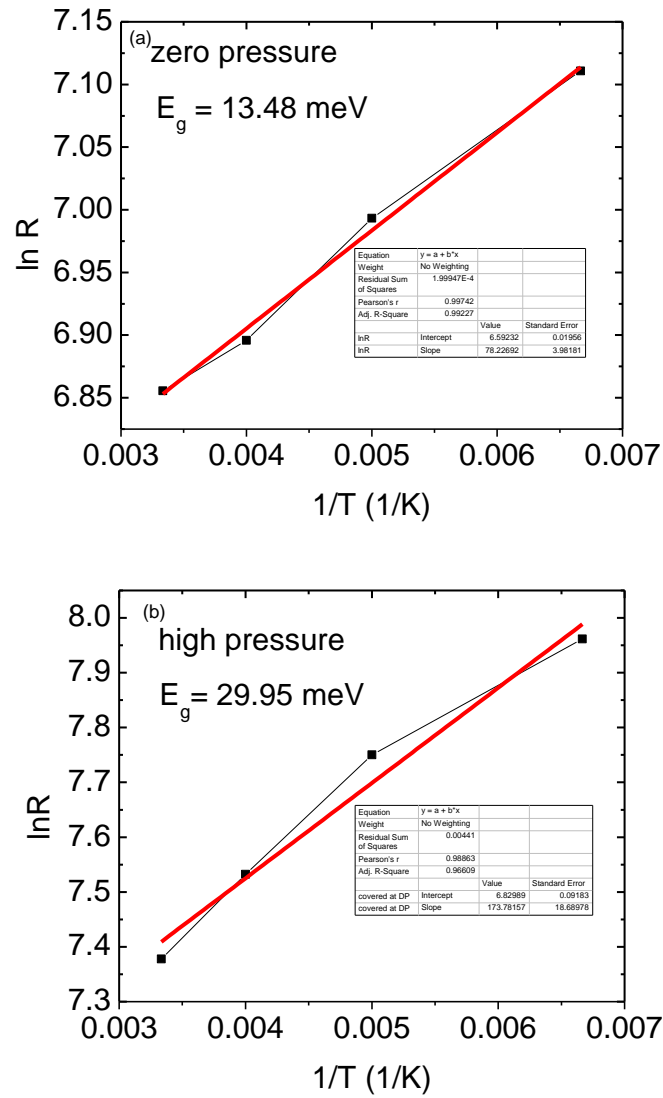 7.15
(a) zero pressure
7.10
E_g = 13.48 meV
7.05
7.00
ln R
6.95
6.90
6.85
Equation y = a + b*x
Weight No Weighting
Residual Sum of Squares 1.99947E-4
Pearson's r 0.99742
Adj. R-Square 0.99227
Value Standard Error
lnR Intercept 6.59232 0.01956
lnR Slope 78.22692 3.98181
0.003 0.004 0.005 0.006 0.007
1/T (1/K)
(b)
8.0
high pressure
7.9
E_g= 29.95 meV
7.8
7.7
lnR
7.6
7.5
7.4
7.3
Equation y = a + b*x
Weight No Weighting
Residual Sum of Squares 0.00441
Pearson's r 0.98863
Adj. R-Square 0.96609
Value Standard Error
covered at DP Intercept 6.82989 0.09183
covered at DP Slope 173.78157 18.68978
0.003 0.004 0.005 0.006 0.007
1/T (1/K)